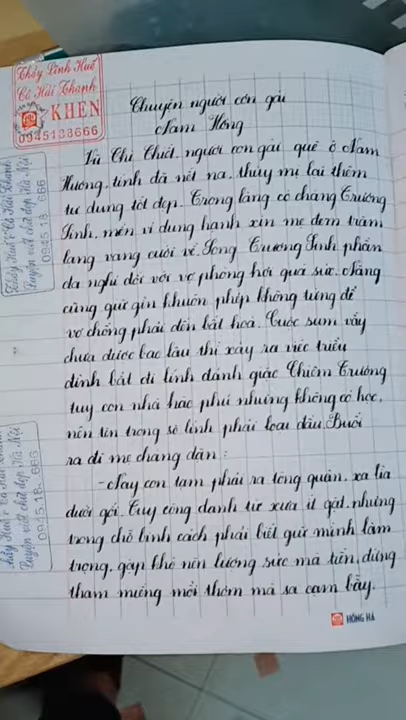 Thầy Linh Huế
Cô Hải Thanh
KHEN
0945188666
Chuyện người con gái
Nam Xương
Vũ Thị Thiết, người con gái quê ở Nam
Xương, tính đã nết na, thùy mị lại thêm
tư dung tốt đẹp. Trong làng có chàng Trương
Sinh, mến vì dung hạnh xin mẹ đem trăm
lạng vàng cưới về. Song Trương Sinh phần
đa nghi đối với vợ phòng hơi quá sức. Nàng
cũng giữ gìn khuôn phép không từng để
vợ chồng phải đến bất hoà. Cuộc sum vầy
chưa được bao lâu thì xảy ra việc triều
đình bắt đi lính đánh giặc Chiêm Trương
tuy con nhà hào phú nhưng không có học,
nên tên trong sổ lính phải loại đầu. Buổi
ra đi mẹ chàng dặn:
- Nay con tạm phải ra tòng quân, xa lìa
dưới gối. Tuy công danh từ xưa ít gặt nhưng
trong chỗ binh cách phải biết giữ mình làm
trọng, gặp khó nên lường sức mà tiến, đừng
tham miếng mồi thơm mà sa cạm bẫy.
HỒNG HÀ